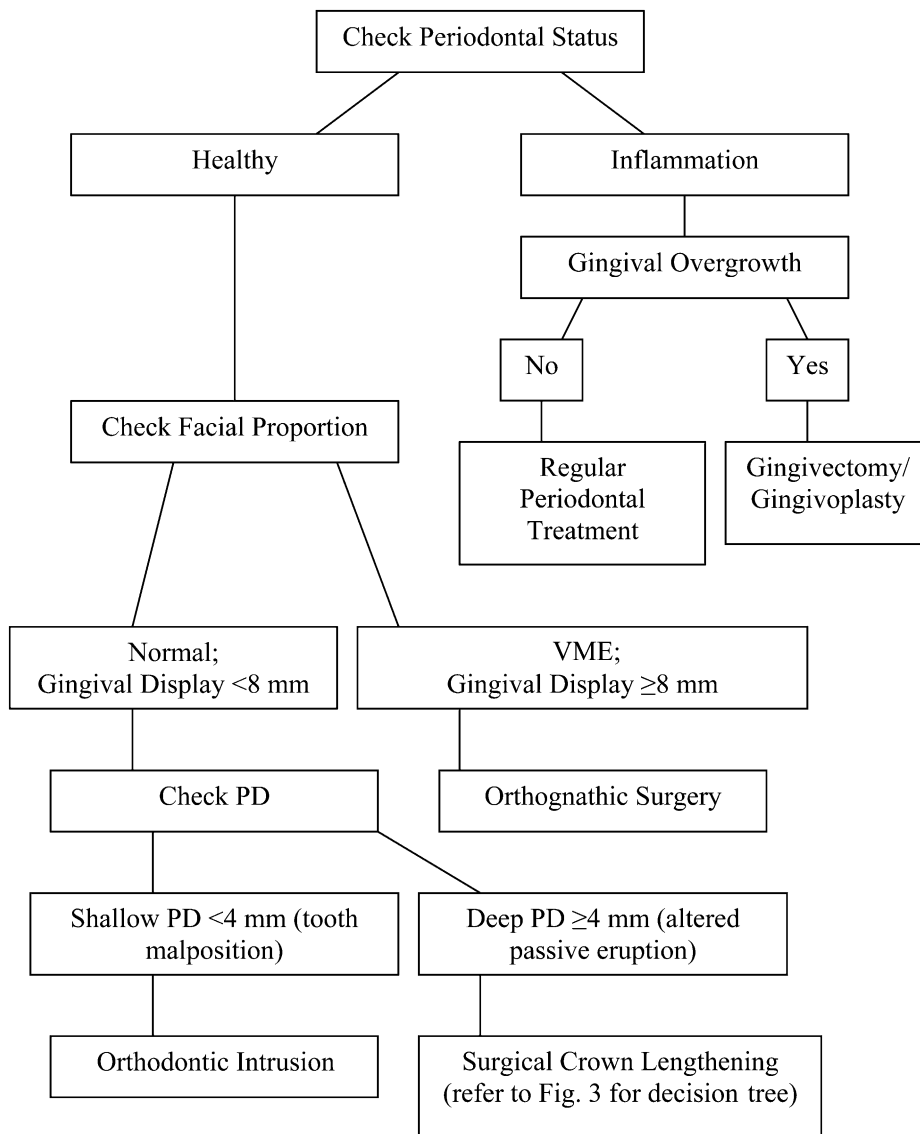 Check Periodontal Status
Healthy
Inflammation
Gingival Overgrowth
No
Yes
Check Facial Proportion
Regular
Periodontal
Treatment
Gingivectomy/
Gingivoplasty
Normal;
Gingival Display <8 mm
VME;
Gingival Display ≥8 mm
Check PD
Orthognathic Surgery
Shallow PD <4 mm (tooth
malposition)
Deep PD ≥4 mm (altered
passive eruption)
Orthodontic Intrusion
Surgical Crown Lengthening
(refer to Fig. 3 for decision tree)